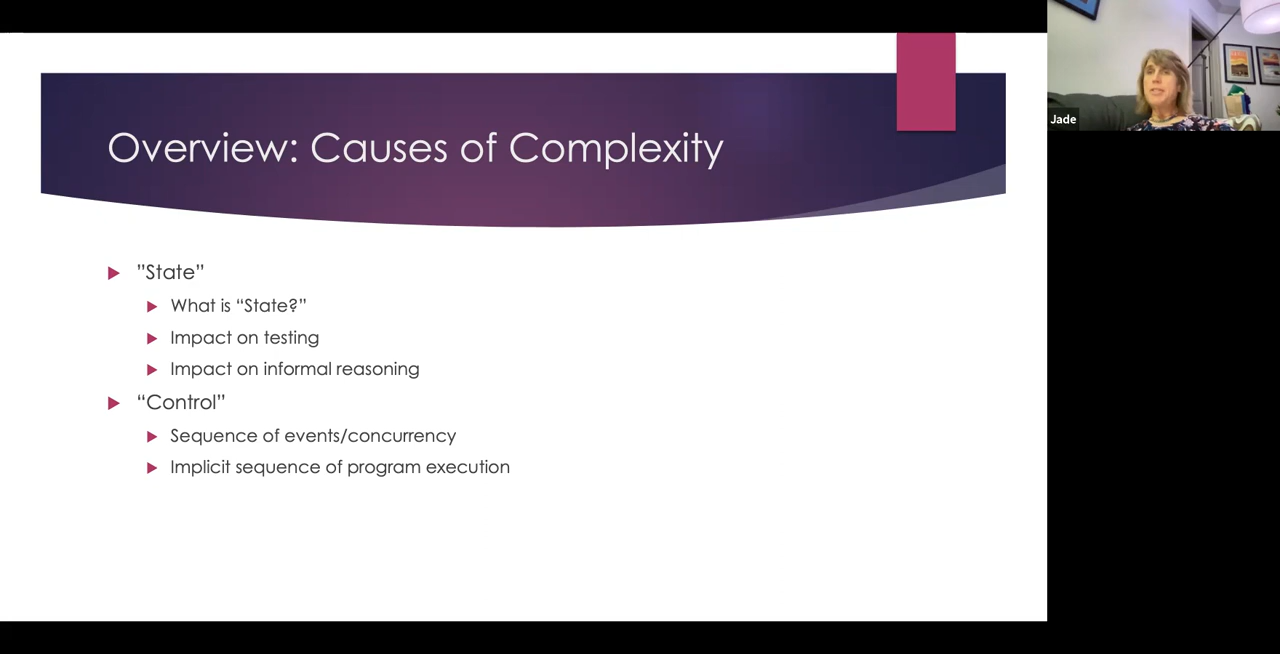 Overview: Causes of Complexity
”State”
What is “State?”
Impact on testing
Impact on informal reasoning
“Control”
Sequence of events/concurrency
Implicit sequence of program execution
Jade